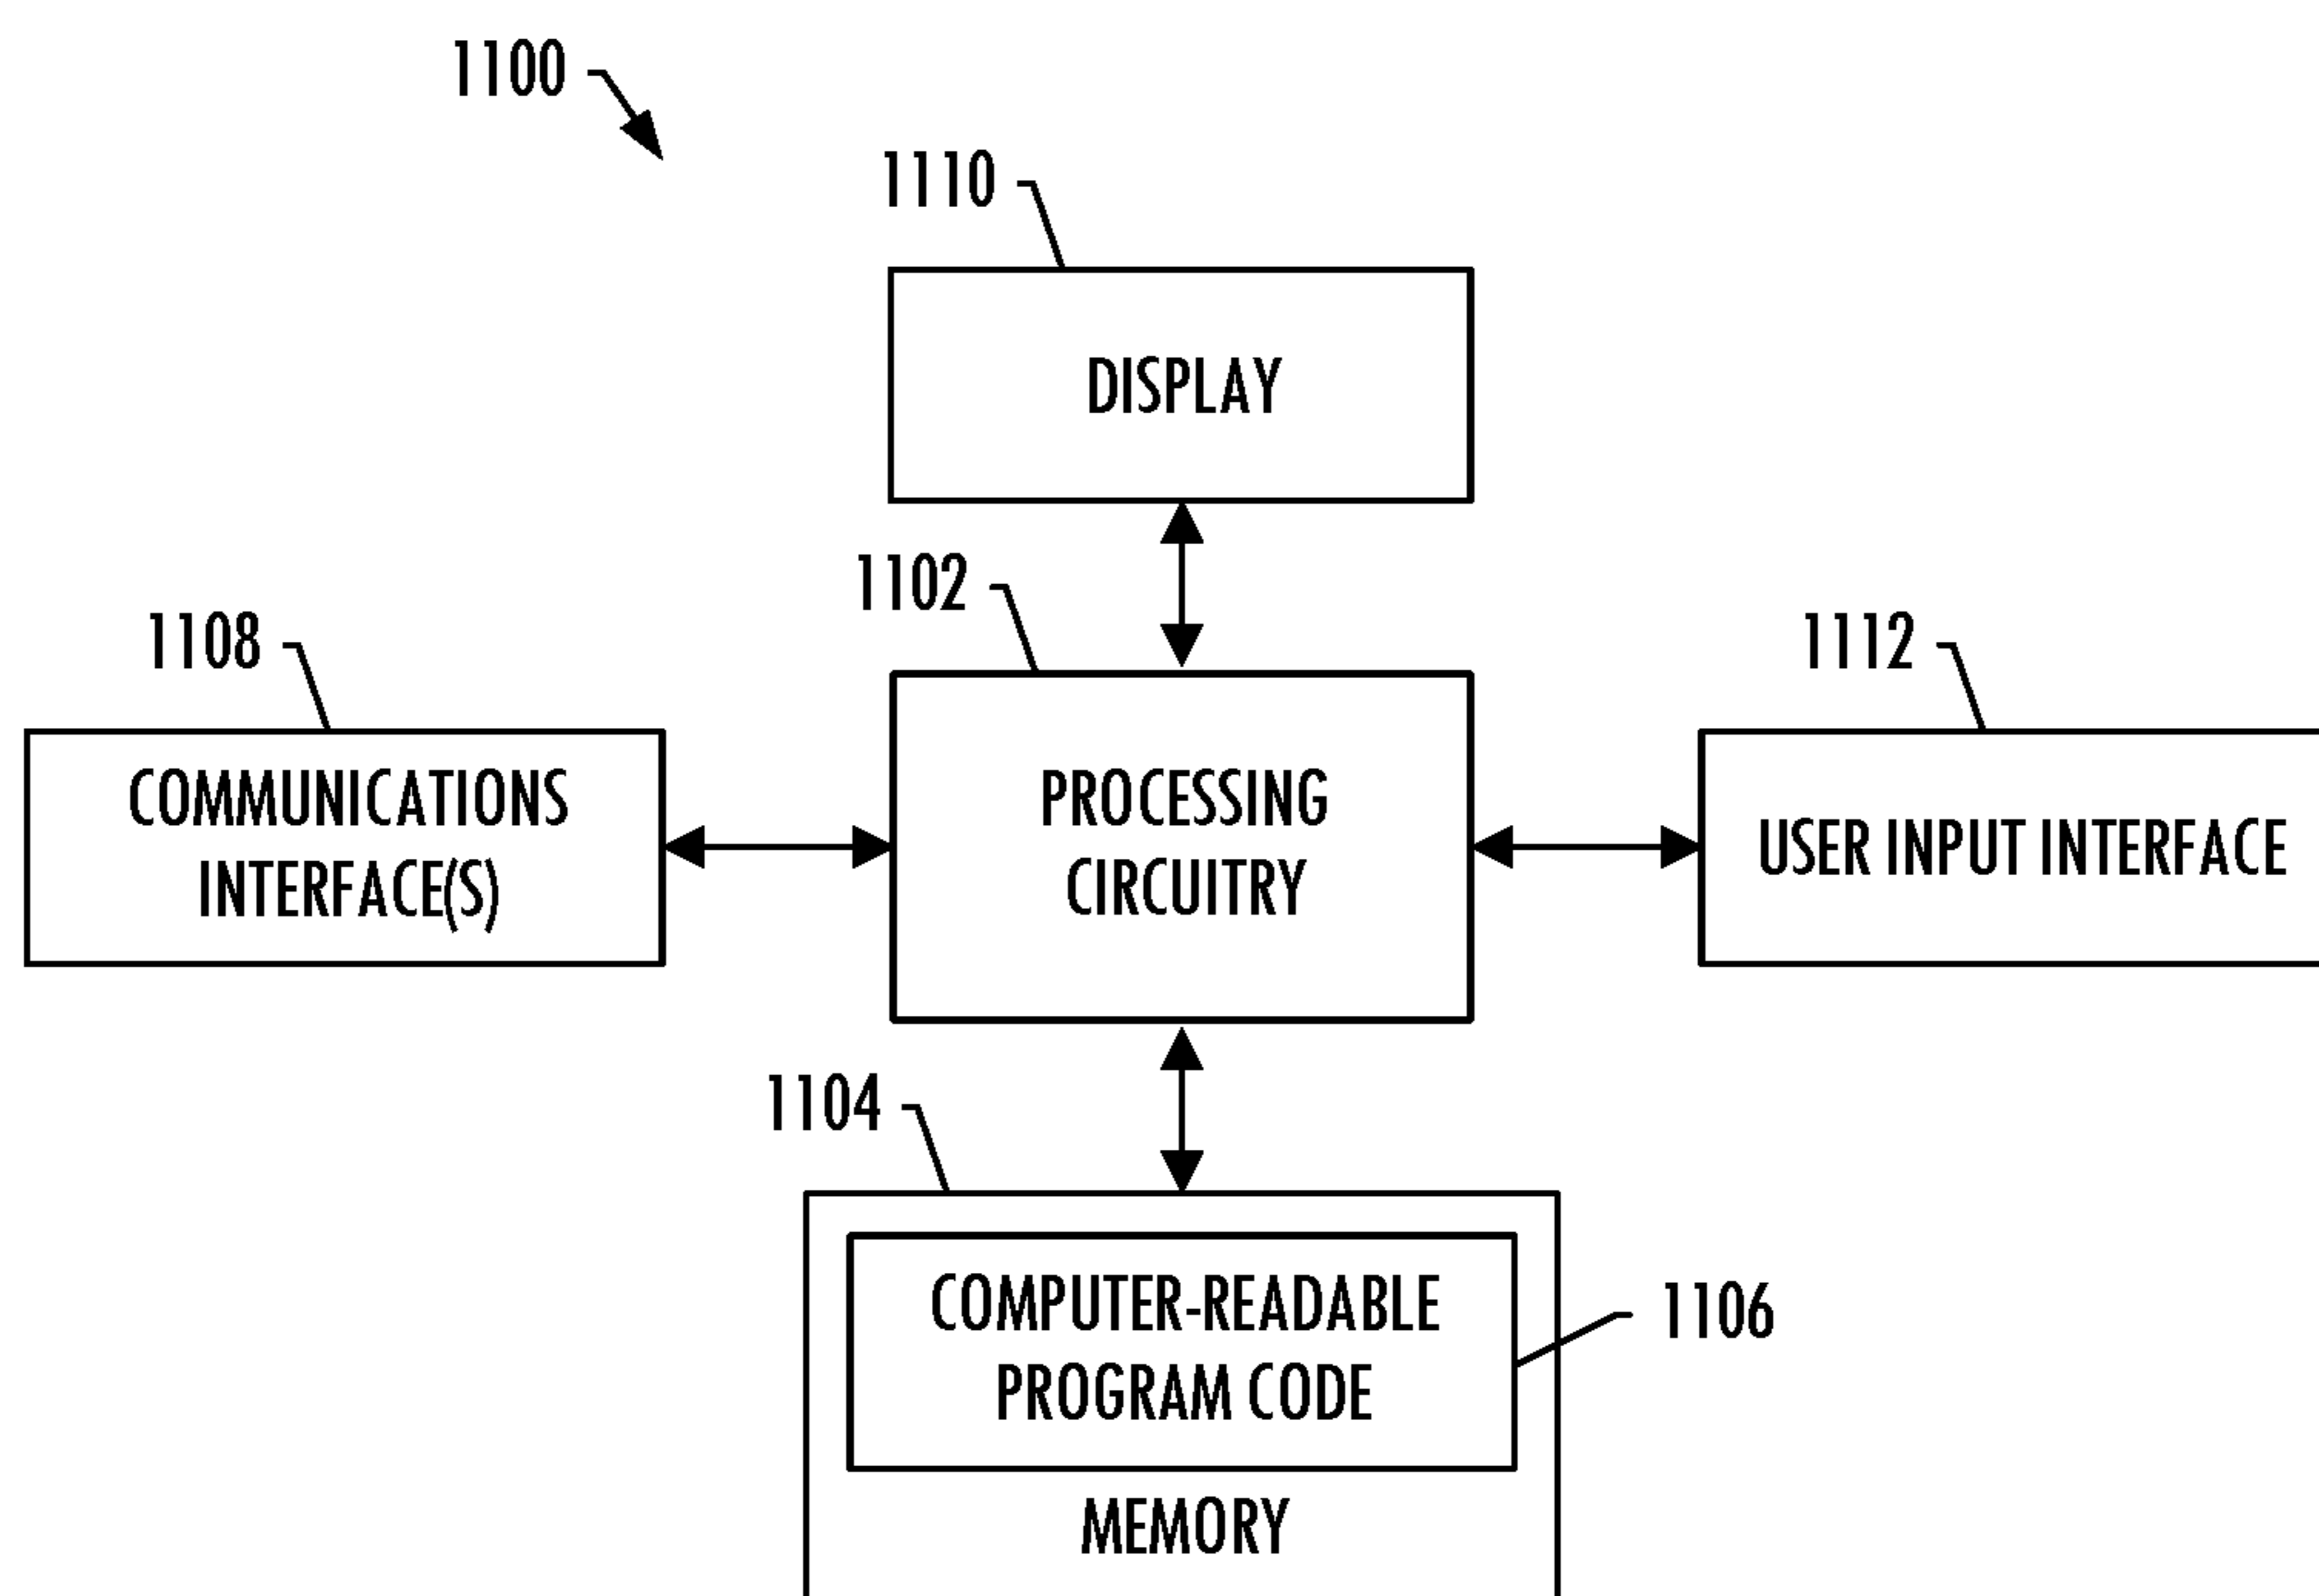 1100
1110
DISPLAY
1102
1108
1112
COMMUNICATIONS
INTERFACE(S)
PROCESSING
CIRCUITRY
USER INPUT INTERFACE
1104
COMPUTER-READABLE
PROGRAM CODE
1106
MEMORY